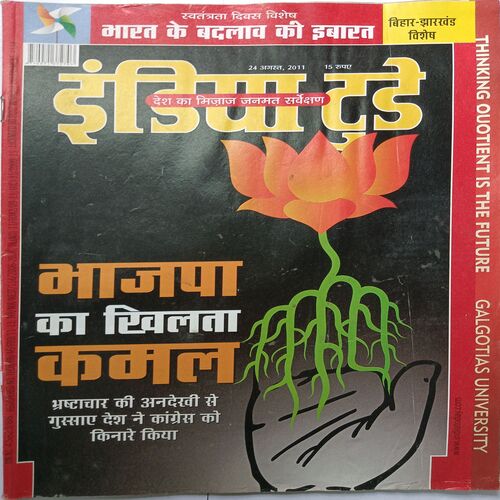 स्वतंत्रता दिवस विशेष
भारत के बदलाव की इबारत
बिहार-झारखंड
विशेष
24 अगस्त, 2011 15 रुपए
इंडिया टुडे
देश का मिज़ाज जनमत सर्वेक्षण
भाजपा
का खिलता
कमल
भ्रष्टाचार की अनदेखी से
गुस्साए देश ने कांग्रेस को
किनारे किया
THINKING QUOTIENT IS THE FUTURE
GALGOTIAS UNIVERSITY